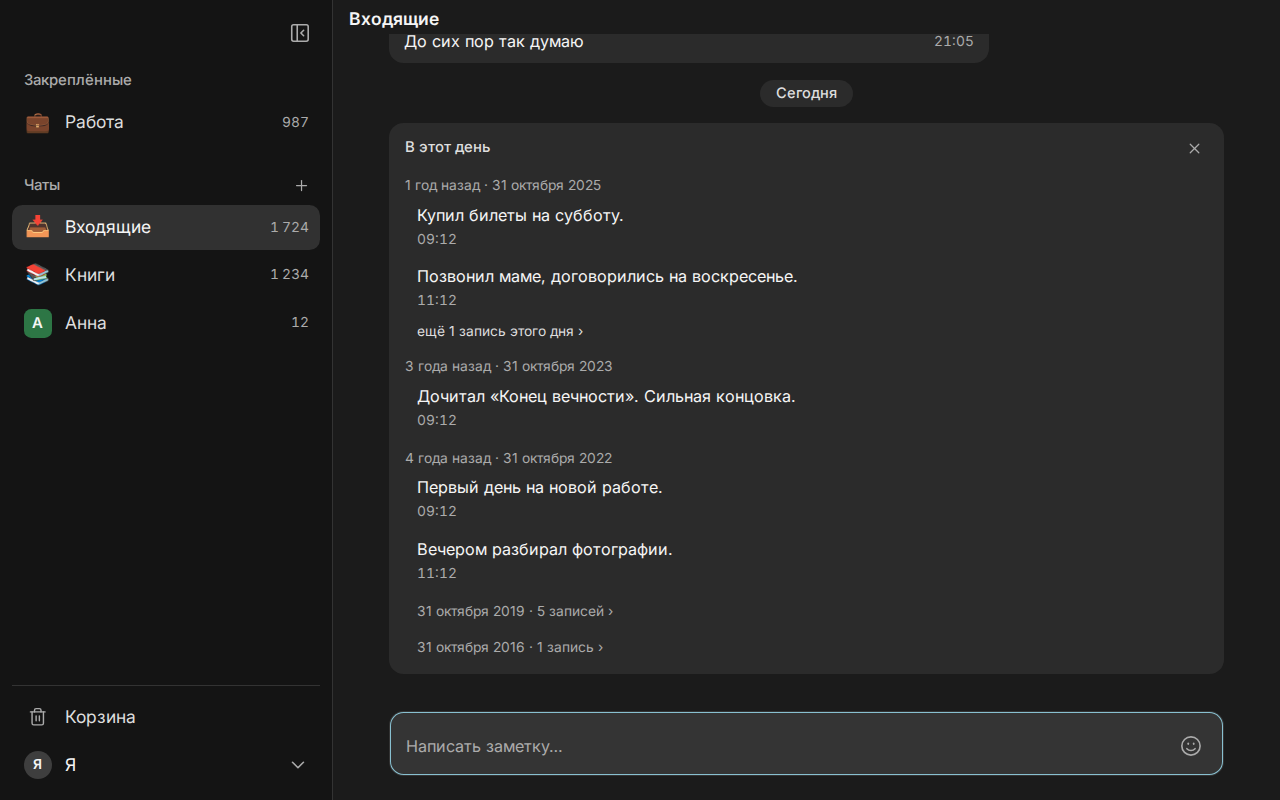 Закреплённые
Работа 987
Чаты
Входящие 1 724
Книги 1 234
А Анна 12
Корзина
Я Я
Входящие
До сих пор так думаю 21:05
Сегодня
В этот день
1 год назад · 31 октября 2025
Купил билеты на субботу.
09:12
Позвонил маме, договорились на воскресенье.
11:12
ещё 1 запись этого дня ›
3 года назад · 31 октября 2023
Дочитал «Конец вечности». Сильная концовка.
09:12
4 года назад · 31 октября 2022
Первый день на новой работе.
09:12
Вечером разбирал фотографии.
11:12
31 октября 2019 · 5 записей ›
31 октября 2016 · 1 запись ›
Написать заметку...